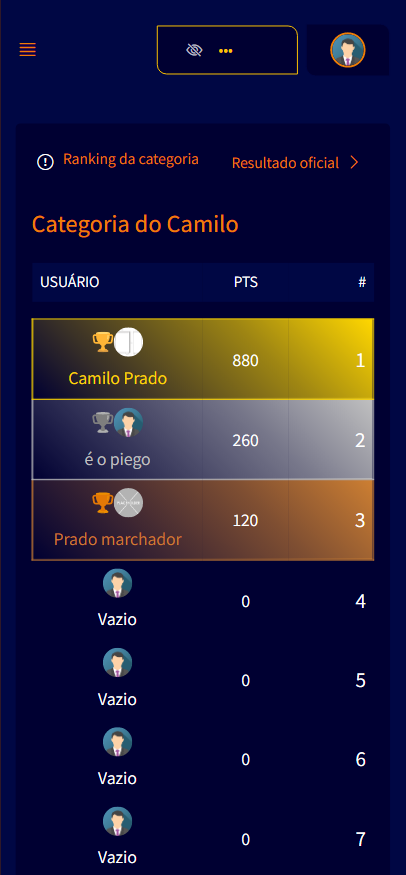 •••
Ranking da categoria
Resultado oficial
Categoria do Camilo
USUÁRIO PTS #
880 1
Camilo Prado
260 2
é o piego
120 3
Prado marchador
0 4
Vazio
0 5
Vazio
0 6
Vazio
0 7
Vazio